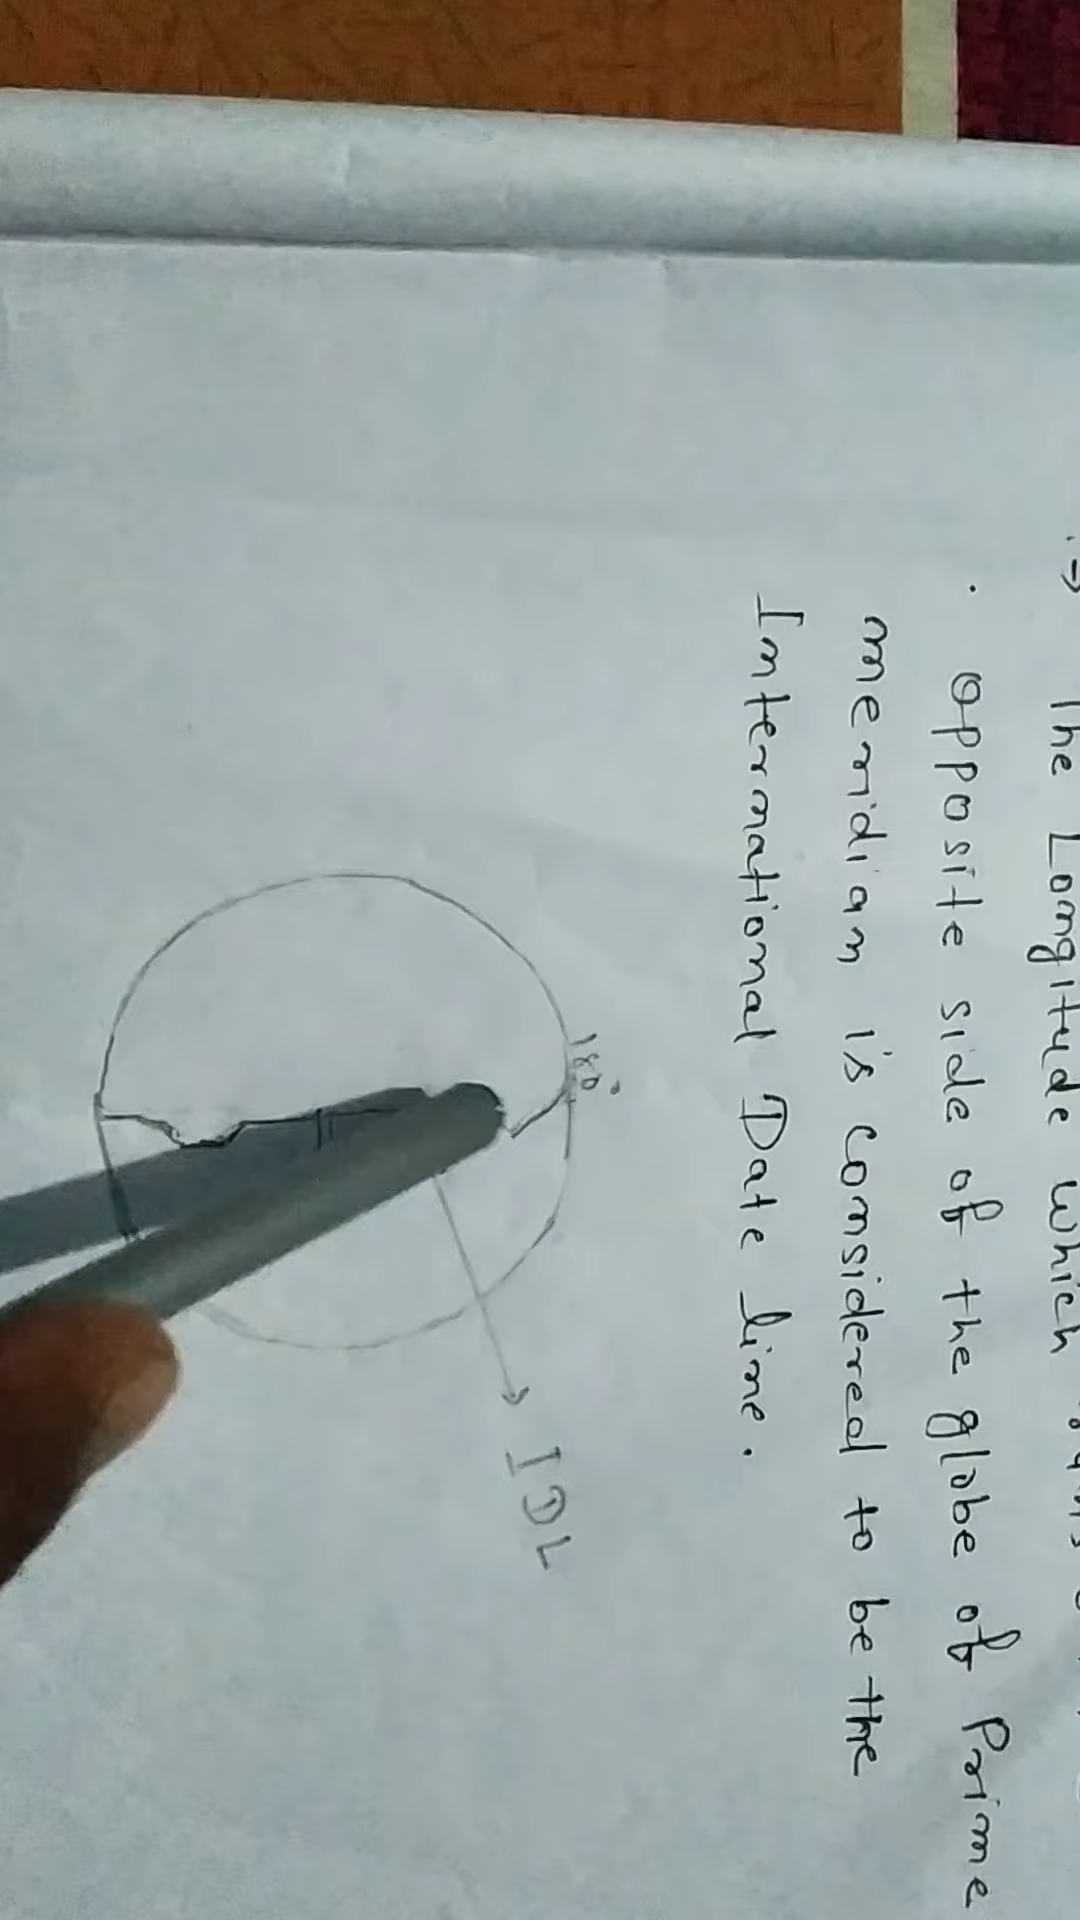 ⇒ The Longitude which
• opposite side of the globe of Prime
meridian is considered to be the
International Date line.
180°
IDL